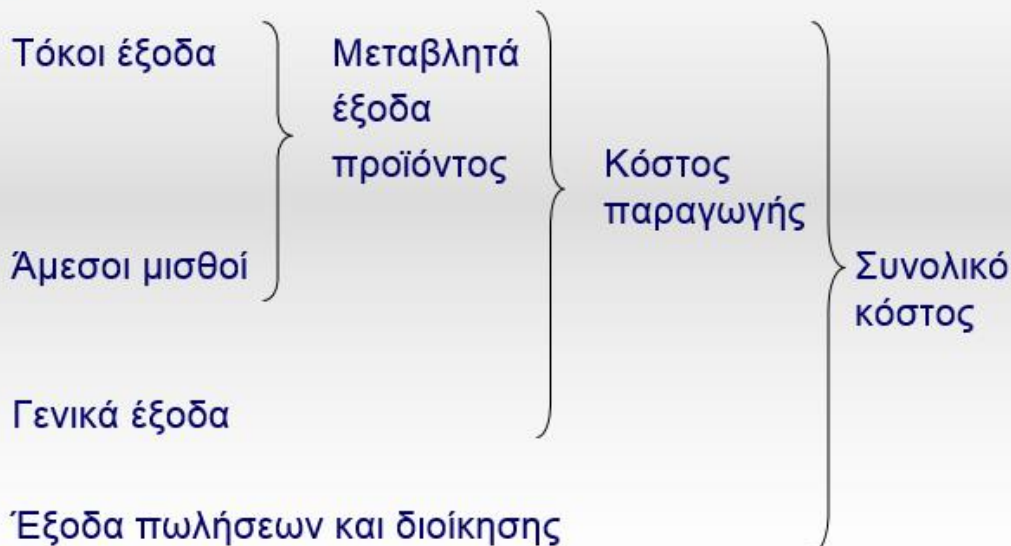 Τόκοι έξοδα
Μεταβλητά
έξοδα
προϊόντος
Κόστος
παραγωγής
Άμεσοι μισθοί
Συνολικό
κόστος
Γενικά έξοδα
Έξοδα πωλήσεων και διοίκησης